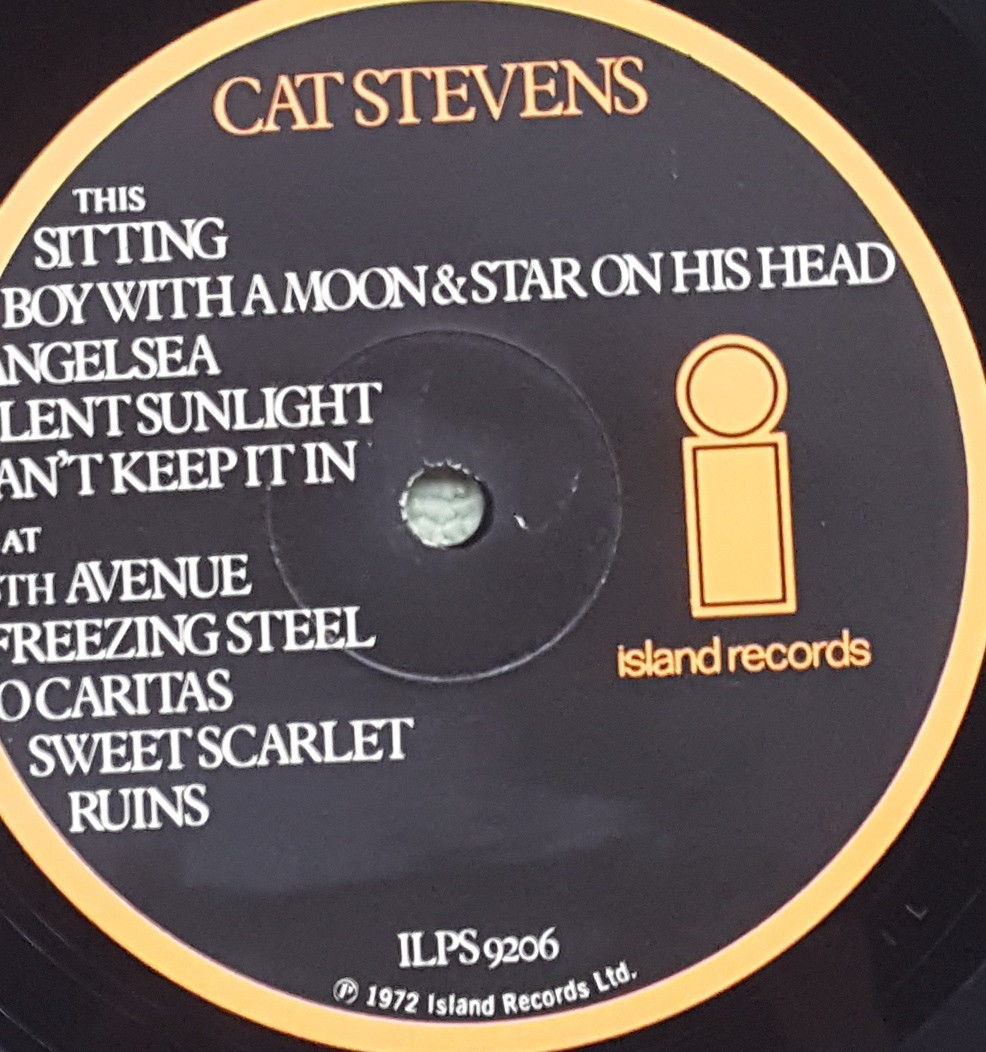 CAT STEVENS
THIS
SITTING
BOY WITH A MOON & STAR ON HIS HEAD
ANGELSEA
LENT SUNLIGHT
AN'T KEEP IT IN
AT
TH AVENUE
FREEZING STEEL
O CARITAS
SWEET SCARLET
RUINS
island records
ILPS 9206
Ⓟ 1972 Island Records Ltd.